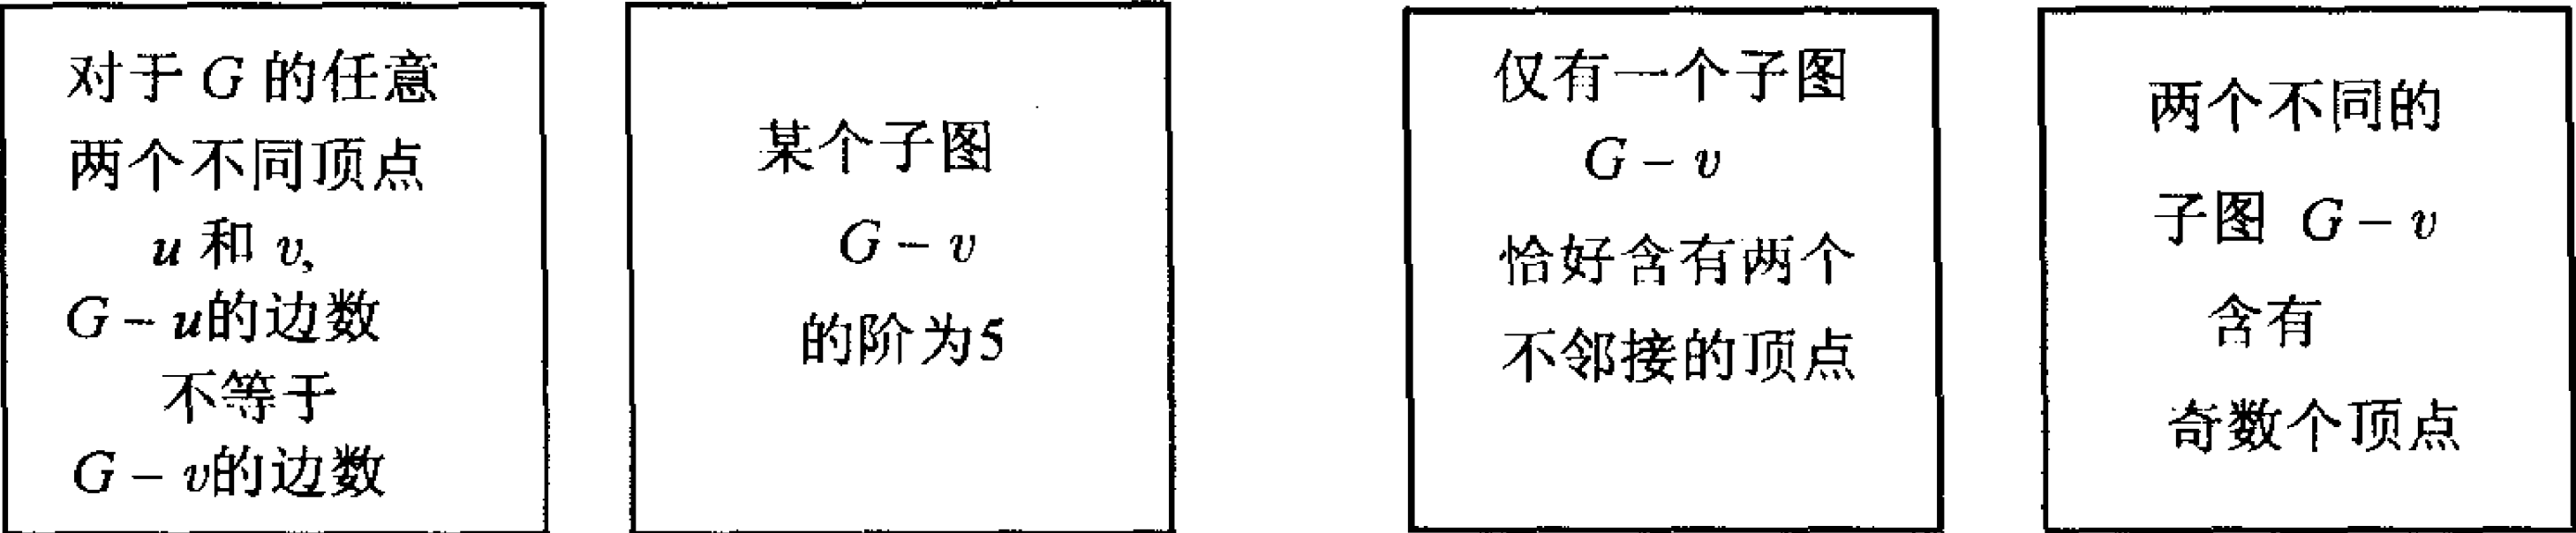 对于 G 的任意
两个不同顶点
u 和 v,
G – u的边数
不等于
G – v的边数
某个子图
G – v
的阶为5
仅有一个子图
G – v
恰好含有两个
不邻接的顶点
两个不同的
子图 G – v
含有
奇数个顶点